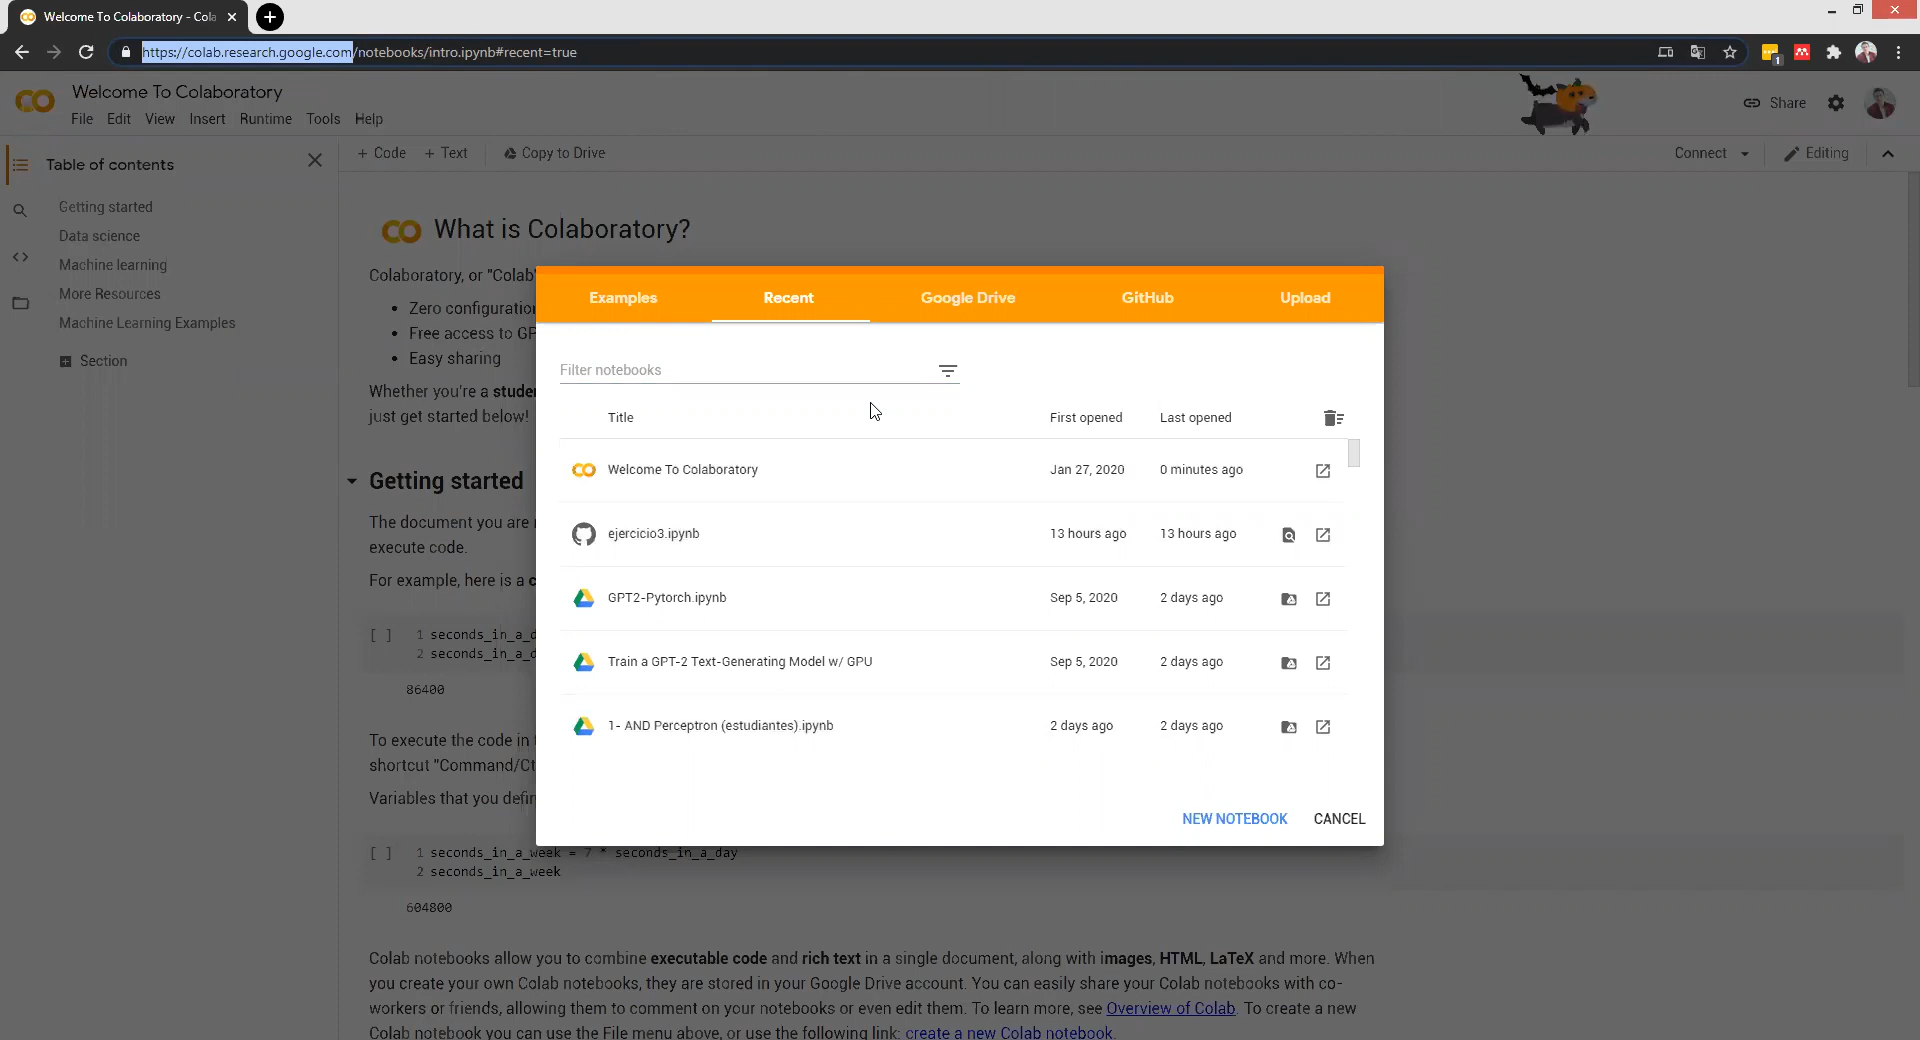 Welcome To Colaboratory - Cola
https://colab.research.google.com/notebooks/intro.ipynb#recent=true
1
Welcome To Colaboratory
File Edit View Insert Runtime Tools Help
Share
Table of contents
+ Code + Text Copy to Drive
Connect Editing
Getting started
Data science
Machine learning
More Resources
Machine Learning Examples
Section
What is Colaboratory?
Colaboratory, or "Colab"
Zero configuration
Free access to GP
Easy sharing
Whether you're a studen
just get started below!
Getting started
The document you are
execute code.
For example, here is a c
[ ] 1 seconds_in_a_d
2 seconds_in_a_d
86400
To execute the code in
shortcut "Command/Ct
Variables that you defin
[ ] 1 seconds_in_a_week = 7 * seconds_in_a_day
2 seconds_in_a_week
604800
Colab notebooks allow you to combine executable code and rich text in a single document, along with images, HTML, LaTeX and more. When
you create your own Colab notebooks, they are stored in your Google Drive account. You can easily share your Colab notebooks with co-
workers or friends, allowing them to comment on your notebooks or even edit them. To learn more, see Overview of Colab. To create a new
Colab notebook you can use the File menu above, or use the following link: create a new Colab notebook.
Examples Recent Google Drive GitHub Upload
Filter notebooks
Title First opened Last opened
Welcome To Colaboratory Jan 27, 2020 0 minutes ago
ejercicio3.ipynb 13 hours ago 13 hours ago
GPT2-Pytorch.ipynb Sep 5, 2020 2 days ago
Train a GPT-2 Text-Generating Model w/ GPU Sep 5, 2020 2 days ago
1- AND Perceptron (estudiantes).ipynb 2 days ago 2 days ago
NEW NOTEBOOK CANCEL